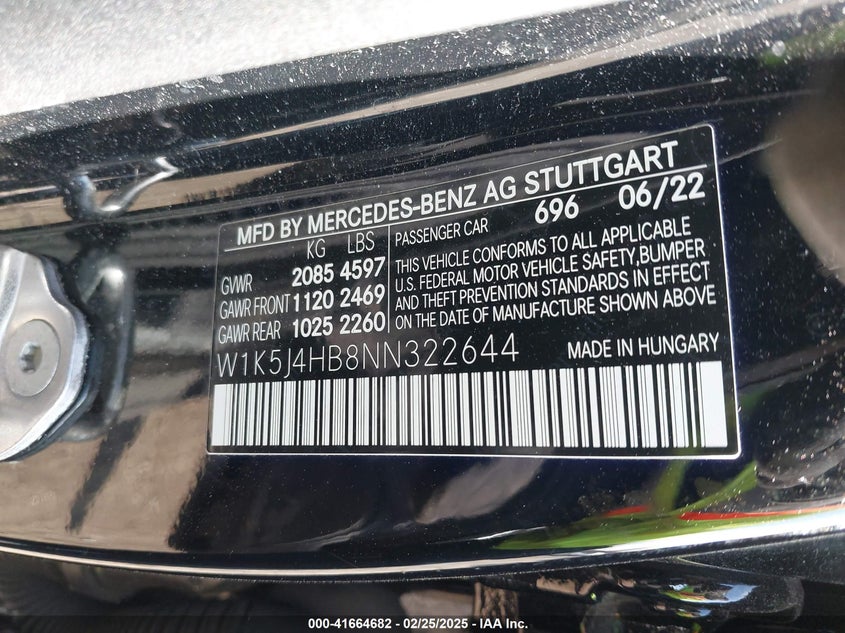 MFD BY MERCEDES-BENZ AG STUTTGART
KG LBS
GVWR 2085 4597
GAWR FRONT 1120 2469
GAWR REAR 1025 2260
PASSENGER CAR 696 06/22
THIS VEHICLE CONFORMS TO ALL APPLICABLE
U.S. FEDERAL MOTOR VEHICLE SAFETY,BUMPER
AND THEFT PREVENTION STANDARDS IN EFFECT
ON THE DATE OF MANUFACTURE SHOWN ABOVE
W1K5J4HB8NN322644 MADE IN HUNGARY
000-41664682 - 02/25/2025 - IAA Inc.